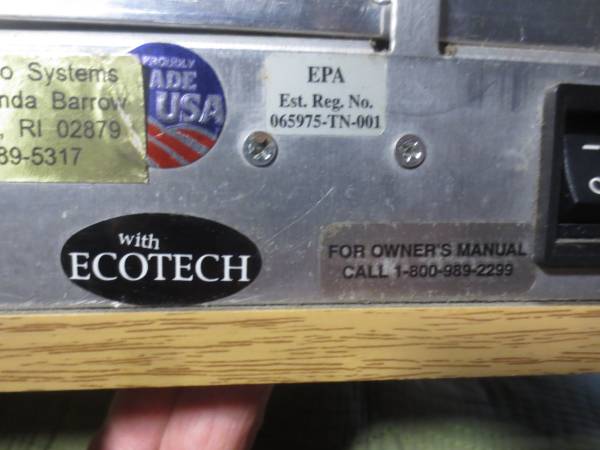 o Systems
nda Barrow
, RI 02879
89-5317
PROUDLY
ADE
USA
EPA
Est. Reg. No.
065975-TN-001
with
ECOTECH
FOR OWNER'S MANUAL
CALL 1-800-989-2299